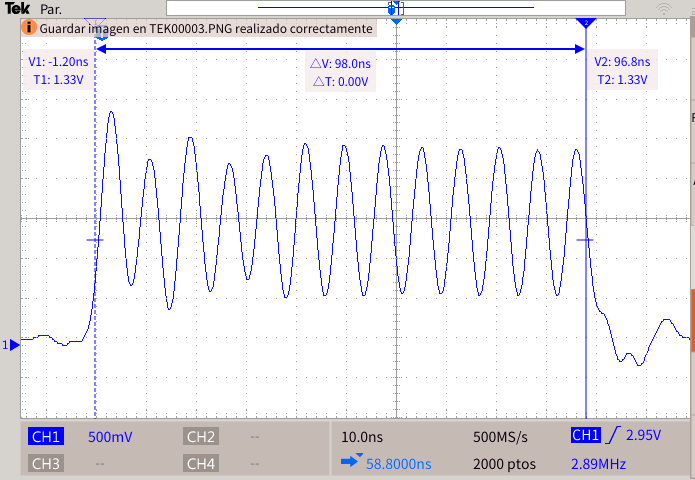 Tek Par.
Guardar imagen en TEK00003.PNG realizado correctamente
V1: -1.20ns
T1: 1.33V
△V: 98.0ns
△T: 0.00V
V2: 96.8ns
T2: 1.33V
1
CH1 500mV CH2 --
CH3 -- CH4 --
10.0ns 500MS/s CH1 2.95V
58.8000ns 2000 ptos 2.89MHz